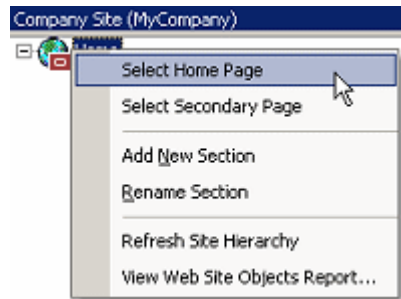 Company Site (MyCompany)
Home
Select Home Page
Select Secondary Page
Add New Section
Rename Section
Refresh Site Hierarchy
View Web Site Objects Report...